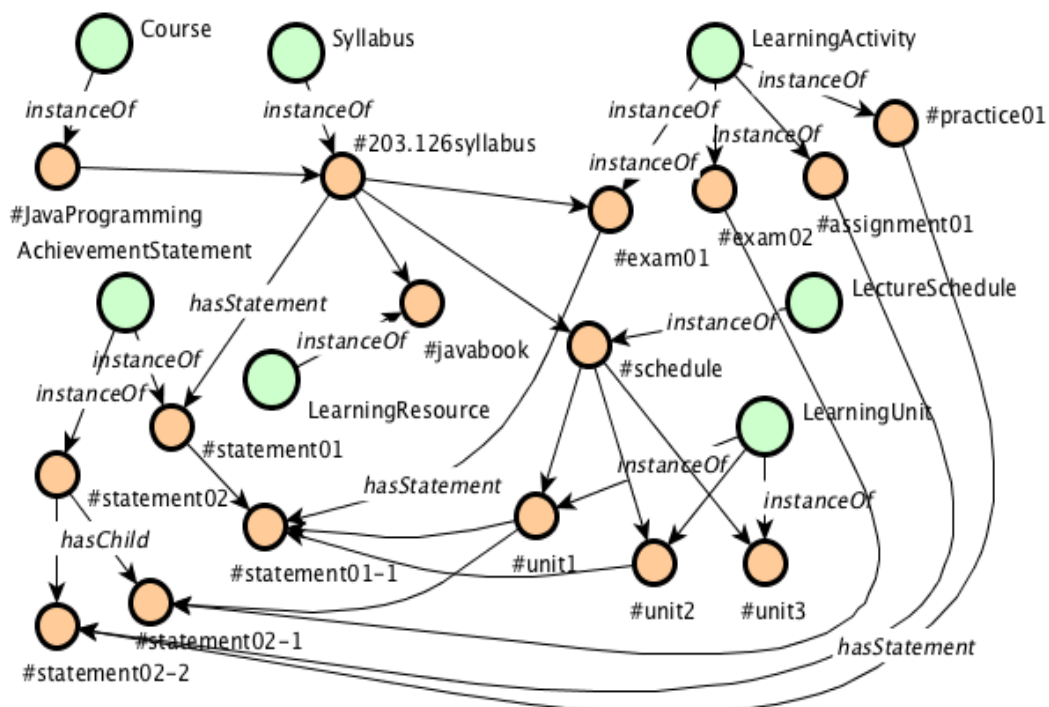 Course
Syllabus
LearningActivity
instanceOf
instanceOf
instanceOf
instanceOf
#practice01
instanceOf
#203.126syllabus
instanceOf
#JavaProgramming
#exam02
#assignment01
AchievementStatement
#exam01
hasStatement
LectureSchedule
instanceOf
instanceOf
#javabook
instanceOf
#schedule
instanceOf
LearningResource
LearningUnit
#statement01
instanceOf
hasStatement
#statement02
instanceOf
hasChild
#unit1
#statement01-1
#unit2
#unit3
#statement02-1
hasStatement
#statement02-2